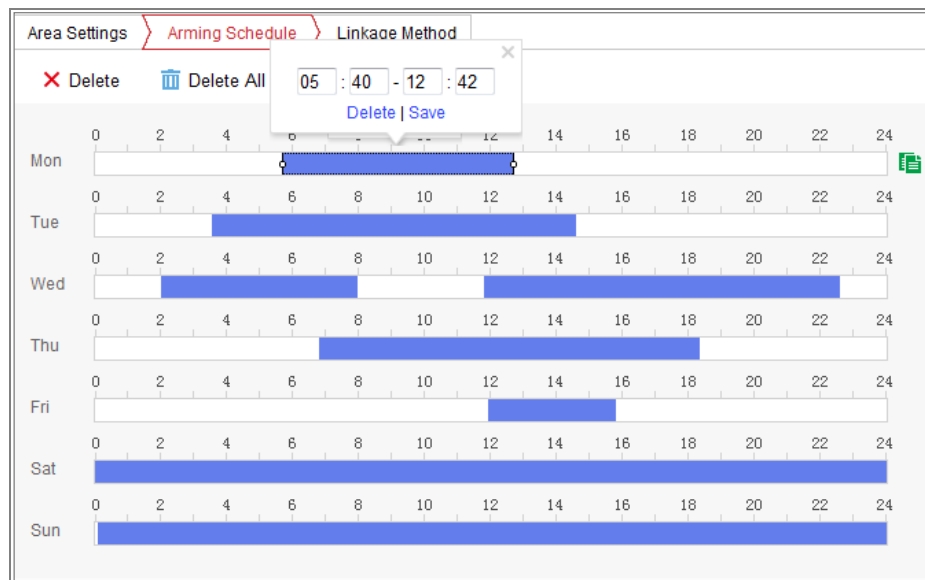 Area Settings Arming Schedule Linkage Method
Delete Delete All
05 : 40 - 12 : 42
Delete | Save
0 2 4 6 12 14 16 18 20 22 24
Mon
0 2 4 6 8 10 12 14 16 18 20 22 24
Tue
0 2 4 6 8 10 12 14 16 18 20 22 24
Wed
0 2 4 6 8 10 12 14 16 18 20 22 24
Thu
0 2 4 6 8 10 12 14 16 18 20 22 24
Fri
0 2 4 6 8 10 12 14 16 18 20 22 24
Sat
0 2 4 6 8 10 12 14 16 18 20 22 24
Sun